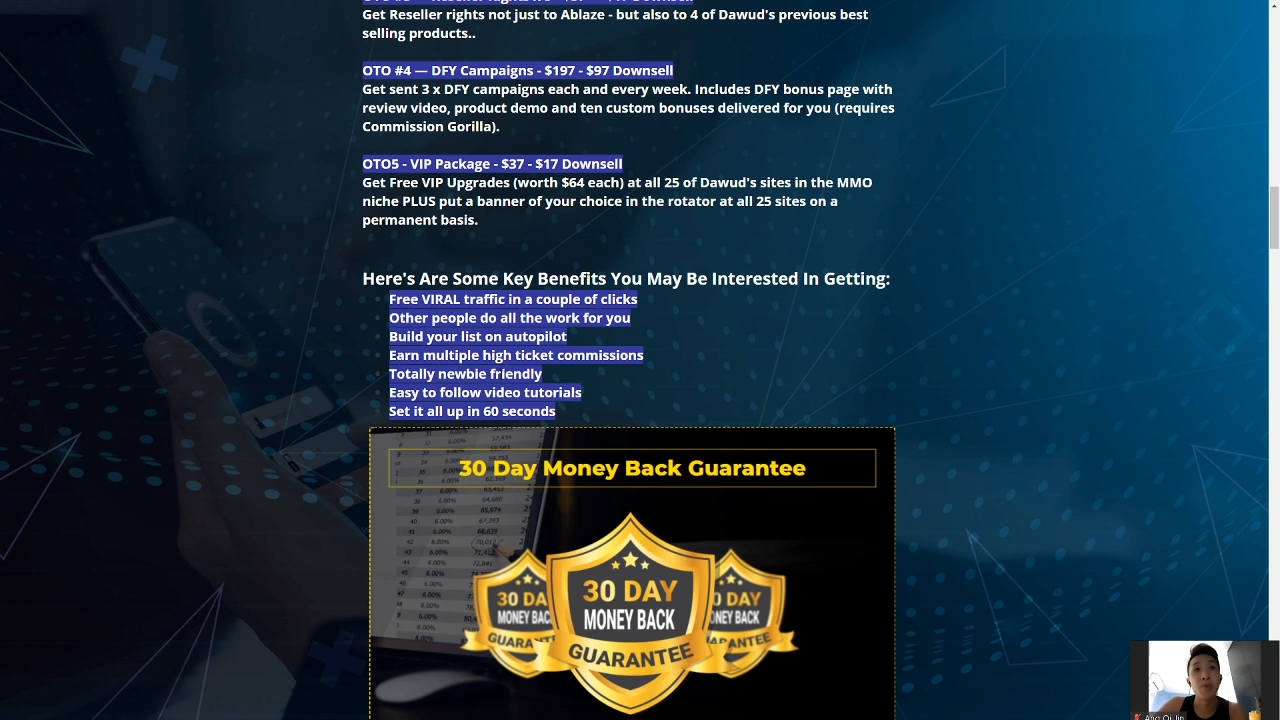 Get Reseller rights not just to Ablaze - but also to 4 of Dawud's previous best
selling products..
OTO #4 — DFY Campaigns - $197 - $97 Downsell
Get sent 3 x DFY campaigns each and every week. Includes DFY bonus page with
review video, product demo and ten custom bonuses delivered for you (requires
Commission Gorilla).
OTO5 - VIP Package - $37 - $17 Downsell
Get Free VIP Upgrades (worth $64 each) at all 25 of Dawud's sites in the MMO
niche PLUS put a banner of your choice in the rotator at all 25 sites on a
permanent basis.
Here's Are Some Key Benefits You May Be Interested In Getting:
Free VIRAL traffic in a couple of clicks
Other people do all the work for you
Build your list on autopilot
Earn multiple high ticket commissions
Totally newbie friendly
Easy to follow video tutorials
Set it all up in 60 seconds
30 Day Money Back Guarantee
30 DAY
MONEY BACK
GUARANTEE